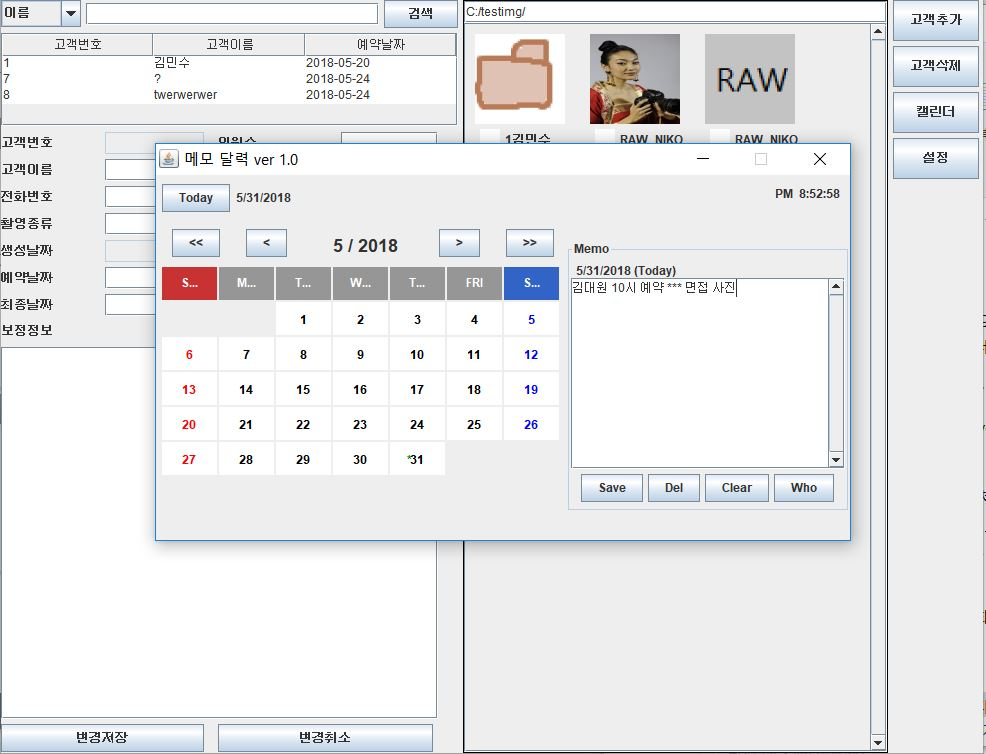 이름
검색
C:/testimg/
고객추가
고객삭제
캘린더
설정
고객번호 고객이름 예약날짜
1 김민수 2018-05-20
7 ? 2018-05-24
8 twerwerwer 2018-05-24
RAW
1김민수 RAW_NIKO RAW_NIKO
고객번호 인원수
고객이름
전화번호
촬영종류
생성날짜
예약날짜
최종날짜
보정정보
메모 달력 ver 1.0
Today 5/31/2018
PM 8:52:58
<< < 5 / 2018 > >>
S... M... T... W... T... FRI S...
1 2 3 4 5
6 7 8 9 10 11 12
13 14 15 16 17 18 19
20 21 22 23 24 25 26
27 28 29 30 *31
Memo
5/31/2018 (Today)
김대원 10시 예약 *** 면접 사진
Save Del Clear Who
변경저장 변경취소